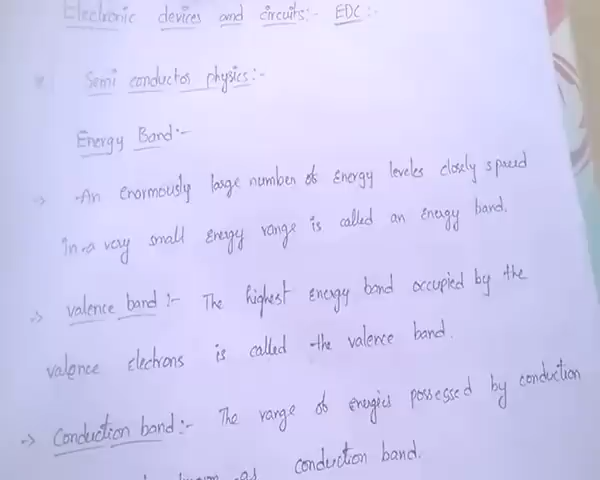 Electronic devices and circuits:- EDC:-
Semi conductor physics:-
Energy Band:-
-> An enormously large number of energy leveles closely spaced
In a very small energy range is called an energy band.
-> Valence band :- The highest energy band occupied by the
valence electrons is called the valence band.
-> Conduction band:- The range of energies possessed by conduction
as conduction band.